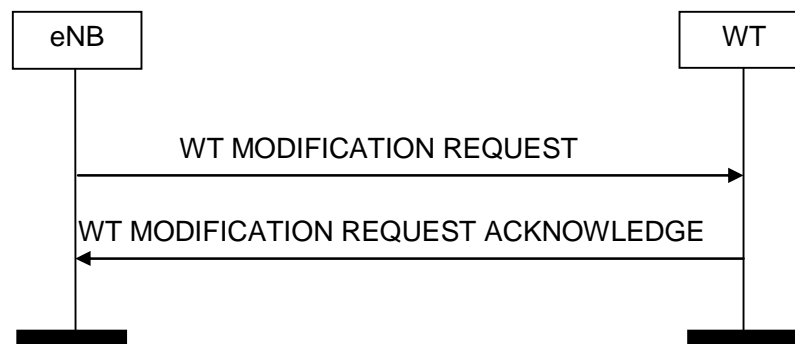 eNB
WT
WT MODIFICATION REQUEST
WT MODIFICATION REQUEST ACKNOWLEDGE